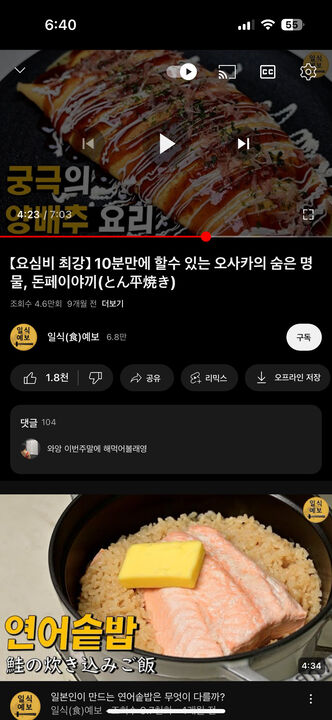 6:40
55
일식
예보
궁극의
양배추 요리
4:23 / 7:03
【요심비 최강】 10분만에 할수 있는 오사카의 숨은 명
물, 돈페이야끼(とん平焼き)
조회수 4.6만회 9개월 전 더보기
일식
예보
일식(食)예보 6.8만
구독
1.8천
공유
리믹스
오프라인 저장
댓글 104
와앙 이번주말에 해먹어볼래영
일식
예보
연어솥밥
鮭の炊き込みご飯
4:34
일본인이 만드는 연어솥밥은 무엇이 다를까?
일식(食)예보